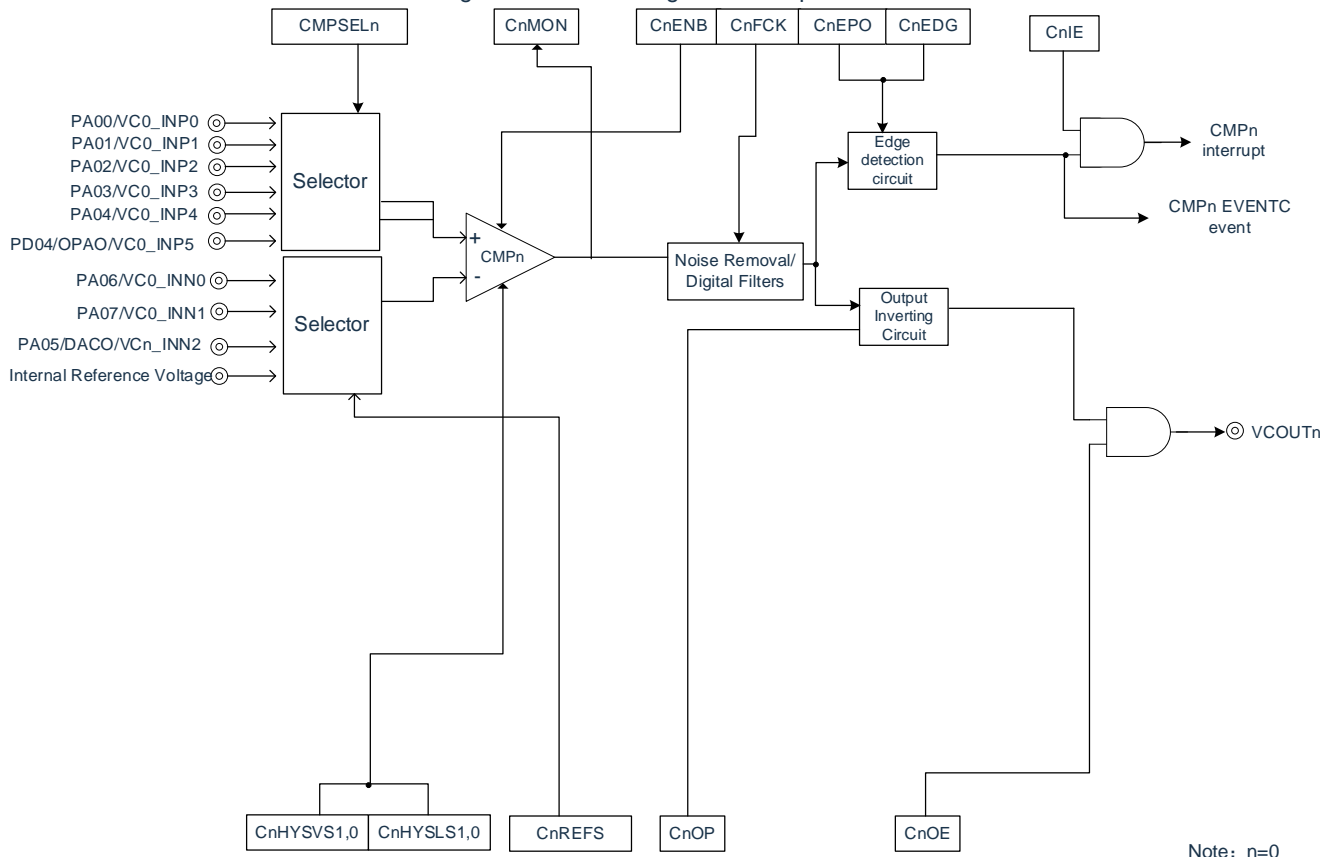 CMPSELn
CnMON
CnENB
CnFCK
CnEPO
CnEDG
CnIE
PA00/VC0_INP0
PA01/VC0_INP1
PA02/VC0_INP2
PA03/VC0_INP3
PA04/VC0_INP4
PD04/OPAO/VC0_INP5
Selector
PA06/VC0_INN0
PA07/VC0_INN1
PA05/DACO/VCn_INN2
Internal Reference Voltage
Selector
+
CMPn
-
Noise Removal/
Digital Filters
Edge
detection
circuit
Output
Inverting
Circuit
CMPn
interrupt
CMPn EVENTC
event
VCOUTn
CnHYSVS1,0
CnHYSLS1,0
CnREFS
CnOP
CnOE
Note: n=0